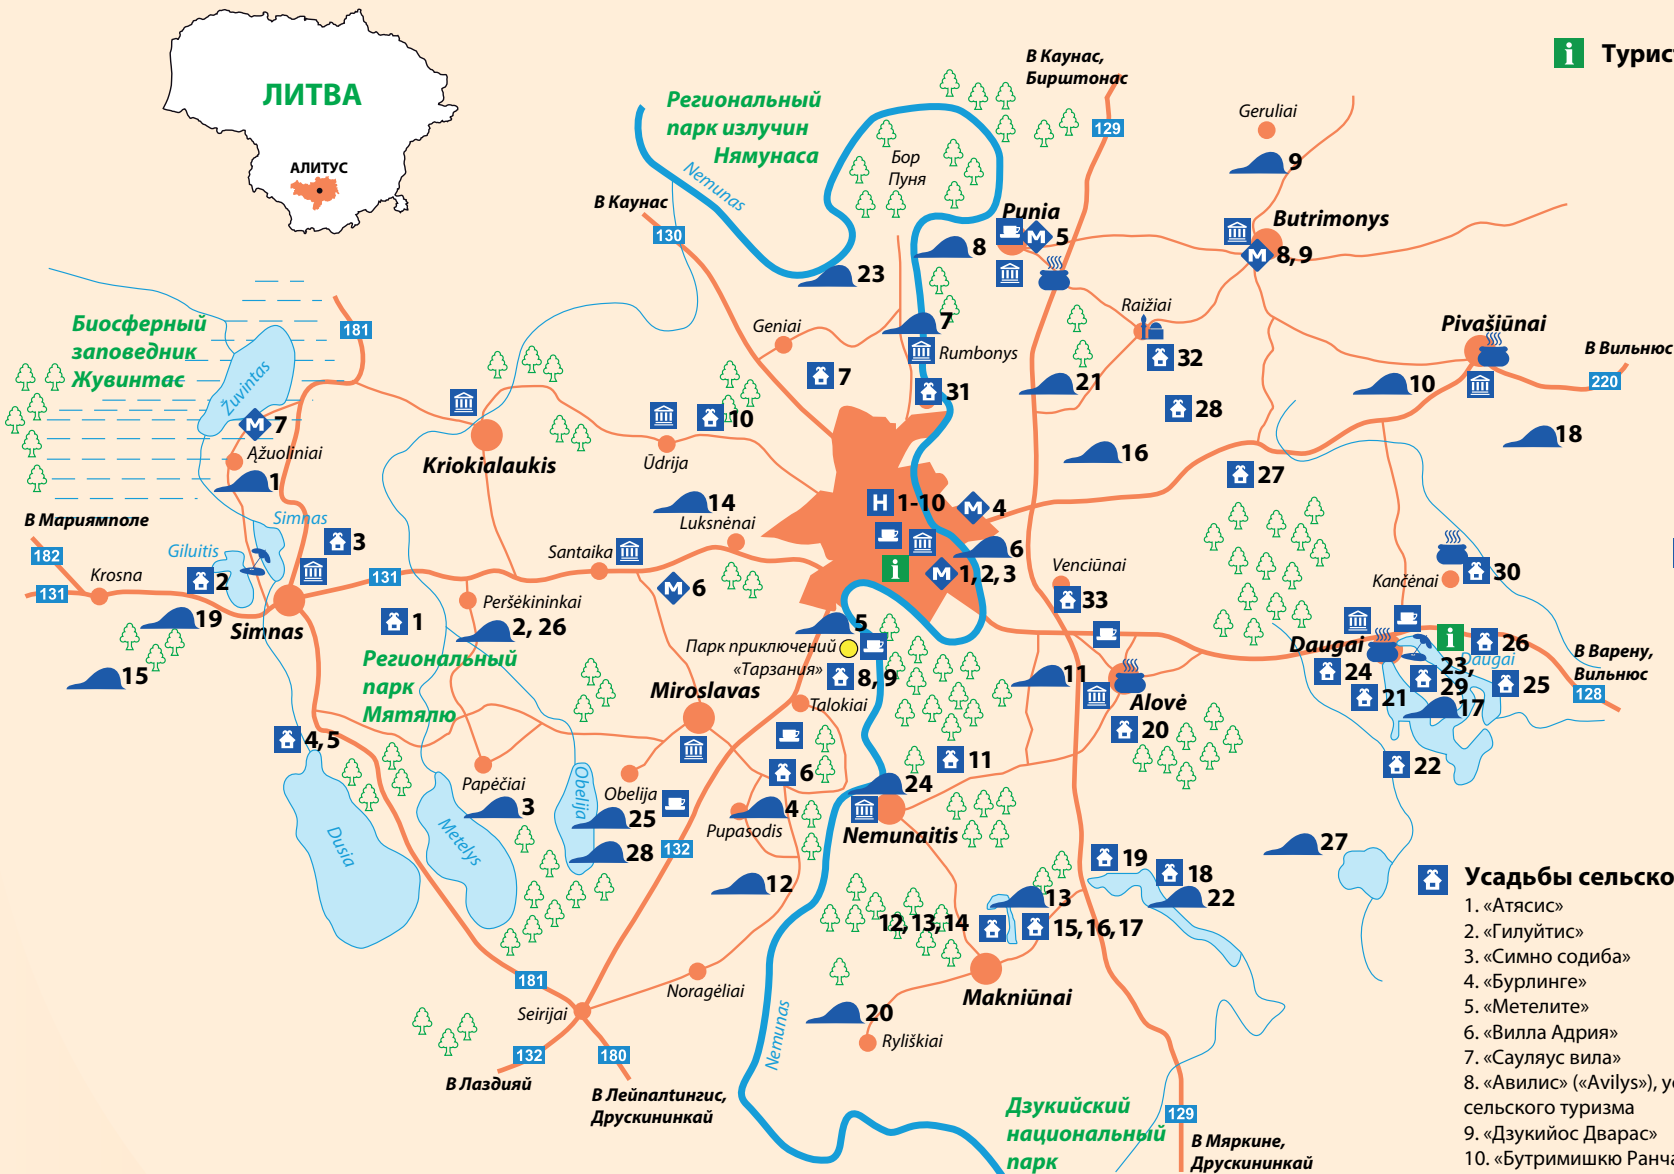 ЛИТВА
АЛИТУС
В Каунас,
Бирштонас
129
Региональный
парк излучин
Нямунаса
Nemunas
Бор
Пуня
Geruliai
9
i Турист
В Каунас
130
Punia
M 5
8
23
Butrimonys
M 8, 9
Биосферный
заповедник
Жувинтас
181
Žuvintas
Geniai
7
Rumbonys
Raižiai
32
Pivašiūnai
В Вильнюс
220
7
31
21
28
10
18
M 7
Ąžuoliniai
1
Kriokialaukis
10
Ūdrija
16
27
В Мариямполе
Simnas
14
Luksnėnai
H 1-10
M 4
182
Giluitis
3
Santaika
6
Venciūnai
30
Kančėnai
131
Krosna
2
131
M 6
i
M 1, 2, 3
33
19
Simnas
1
Peršėkininkai
2, 26
5
Парк приключений
«Тарзания»
8, 9
Daugai
i
26
Daugai
В Варену,
Вильнюс
128
15
Региональный
парк
Мятялю
Miroslavas
Talokiai
11
Alovė
24
23,
29
25
21
17
4, 5
20
22
Papėčiai
3
Obelija
Obelija
25
6
4
Pupasodis
11
24
Nemunaitis
Dusia
Metelys
28
132
12
27
19
18
22
13
12, 13, 14
15, 16, 17
Makniūnai
181
Noragėliai
Seirijai
Nemunas
20
Ryliškiai
132
180
В Лаздияй
В Лейпалtингис,
Друскининкай
Дзукийский
национальный
парк
129
В Мяркине,
Друскининкай
Усадьбы сельско
1. «Атясис»
2. «Гилуйтис»
3. «Симно содиба»
4. «Бурлинге»
5. «Метелите»
6. «Вилла Адрия»
7. «Сауляус вила»
8. «Авилис» («Avilys»), ус
сельского туризма
9. «Дзукийос Дварас»
10. «Бутримишкю Ранча